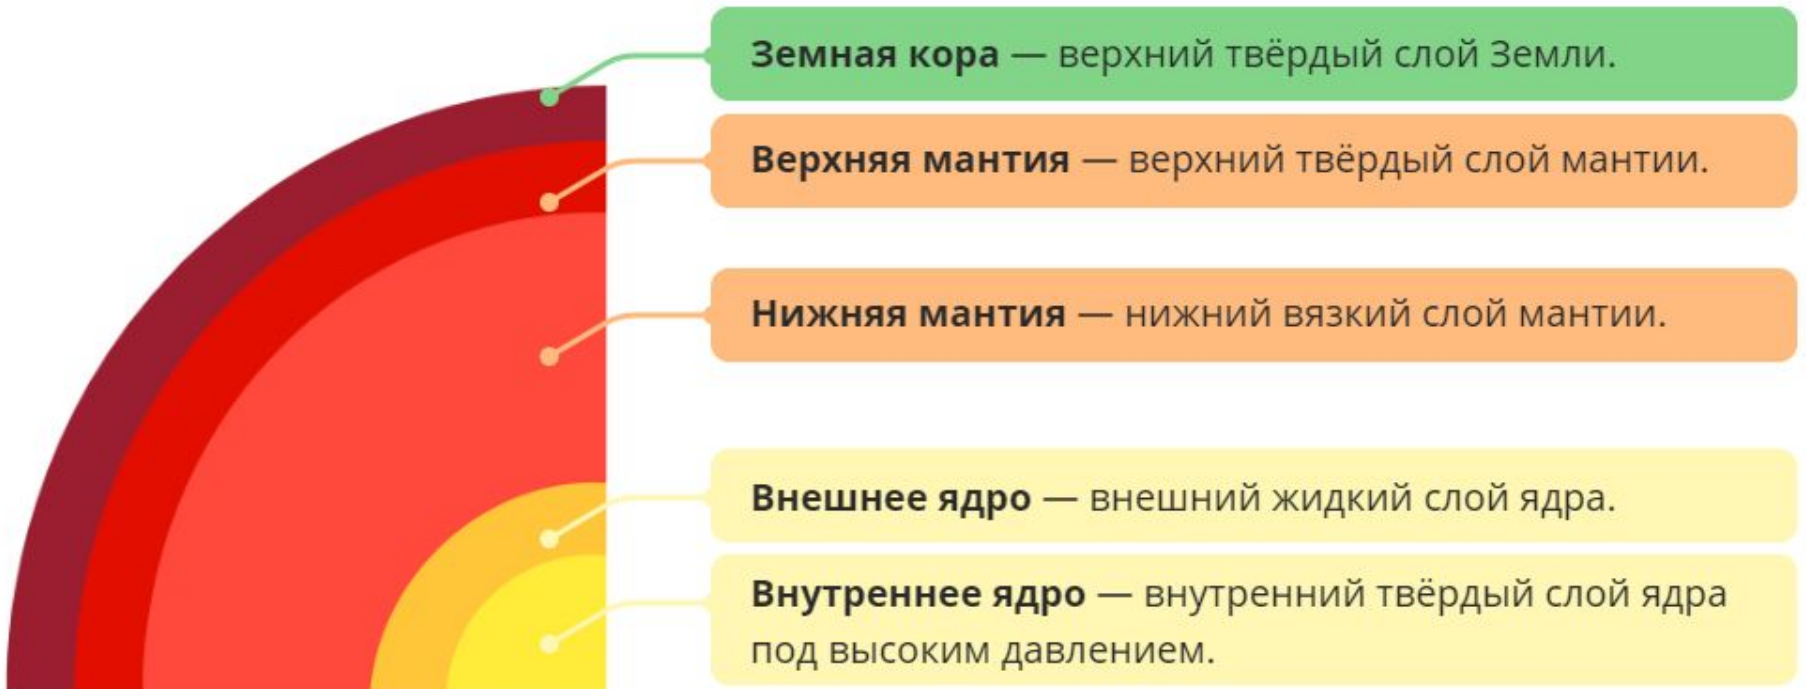 Земная кора — верхний твёрдый слой Земли.
Верхняя мантия — верхний твёрдый слой мантии.
Нижняя мантия — нижний вязкий слой мантии.
Внешнее ядро — внешний жидкий слой ядра.
Внутреннее ядро — внутренний твёрдый слой ядра
под высоким давлением.